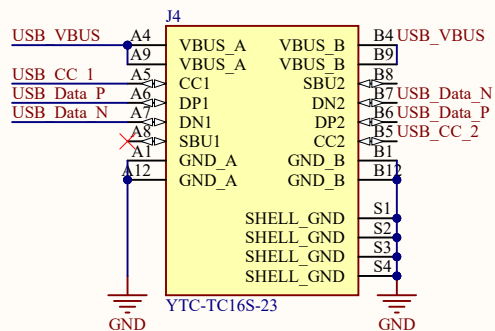 J4
USB_VBUS A4 VBUS_A VBUS_B B4 USB_VBUS
A9 VBUS_A VBUS_B B9
USB_CC_1 A5 CC1 SBU2 B8
USB_Data_P A6 DP1 DN2 B7 USB_Data_N
USB_Data_N A7 DN1 DP2 B6 USB_Data_P
A8 SBU1 CC2 B5 USB_CC_2
A1 GND_A GND_B B1
A12 GND_A GND_B B12
SHELL_GND S1
SHELL_GND S2
SHELL_GND S3
SHELL_GND S4
YTC-TC16S-23
GND GND